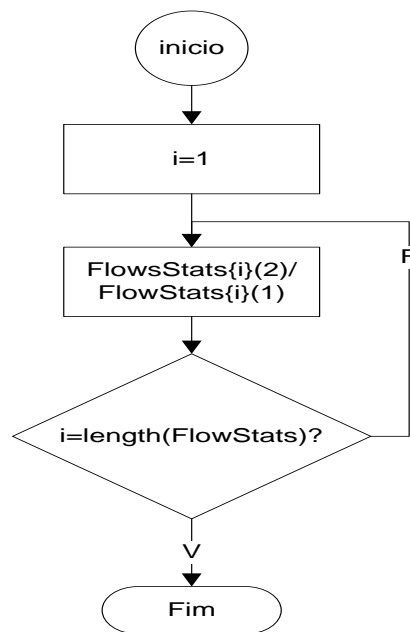 inicio
i=1
FlowsStats{i}(2)/
FlowStats{i}(1)
F
i=length(FlowStats)?
V
Fim